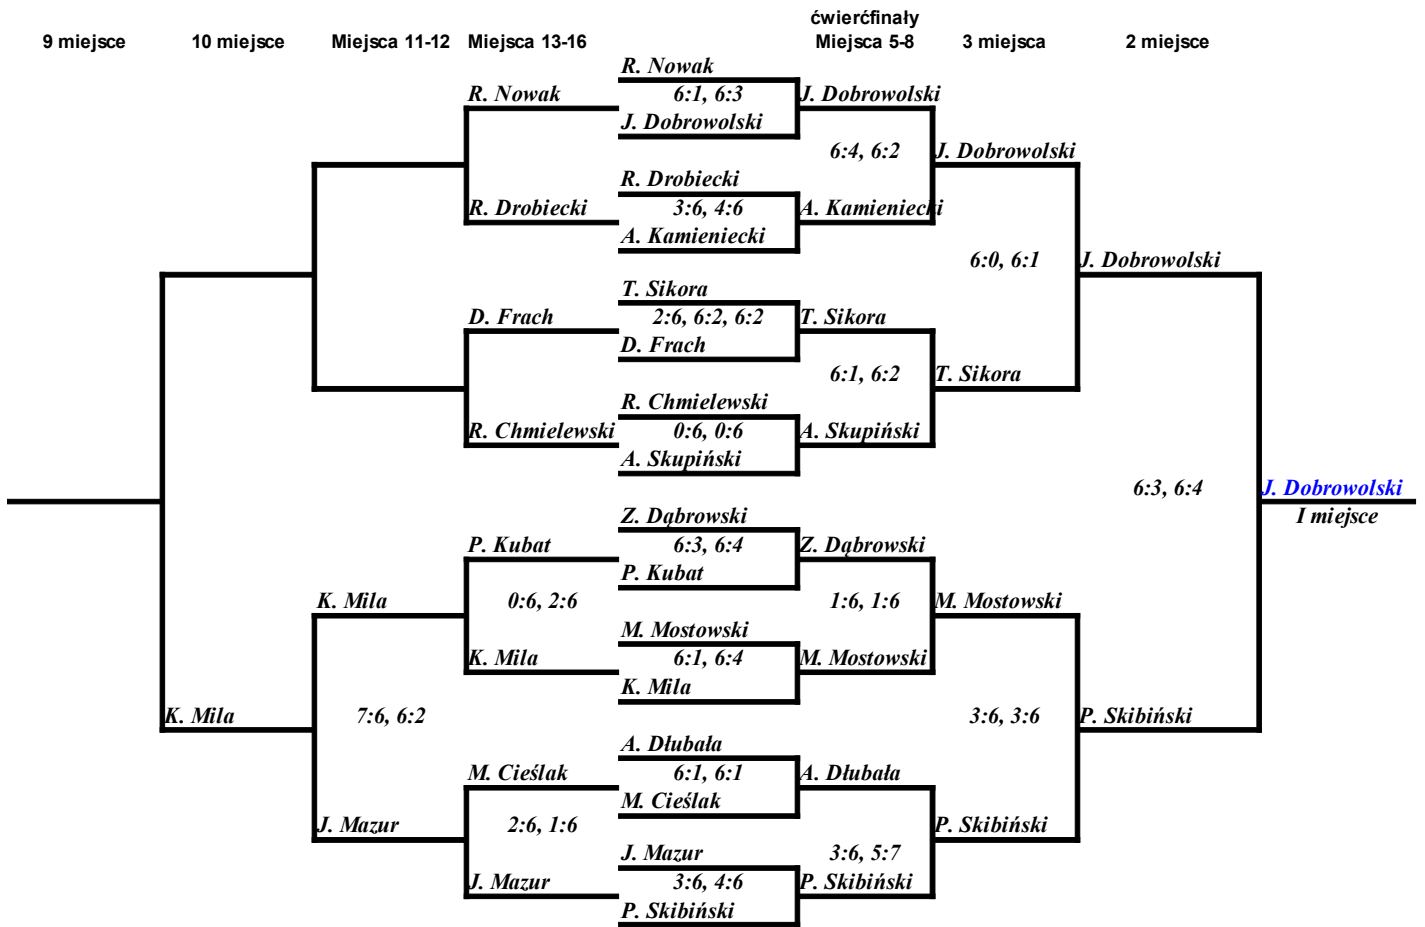 ćwierćfinały
9 miejsce 10 miejsce Miejsca 11-12 Miejsca 13-16 Miejsca 5-8 3 miejsca 2 miejsce
R. Nowak
R. Nowak 6:1, 6:3 J. Dobrowolski
J. Dobrowolski
6:4, 6:2 J. Dobrowolski
R. Drobiecki
R. Drobiecki 3:6, 4:6 A. Kamieniecki
A. Kamieniecki
6:0, 6:1 J. Dobrowolski
T. Sikora
D. Frach 2:6, 6:2, 6:2 T. Sikora
D. Frach
6:1, 6:2 T. Sikora
R. Chmielewski
R. Chmielewski 0:6, 0:6 A. Skupiński
A. Skupiński
6:3, 6:4 J. Dobrowolski
I miejsce
Z. Dąbrowski
P. Kubat 6:3, 6:4 Z. Dąbrowski
P. Kubat
K. Mila 0:6, 2:6 1:6, 1:6 M. Mostowski
M. Mostowski
K. Mila 6:1, 6:4 M. Mostowski
K. Mila
K. Mila 7:6, 6:2 3:6, 3:6 P. Skibiński
A. Dłubała
M. Cieślak 6:1, 6:1 A. Dłubała
M. Cieślak
J. Mazur 2:6, 1:6 P. Skibiński
J. Mazur 3:6, 5:7
J. Mazur 3:6, 4:6 P. Skibiński
P. Skibiński